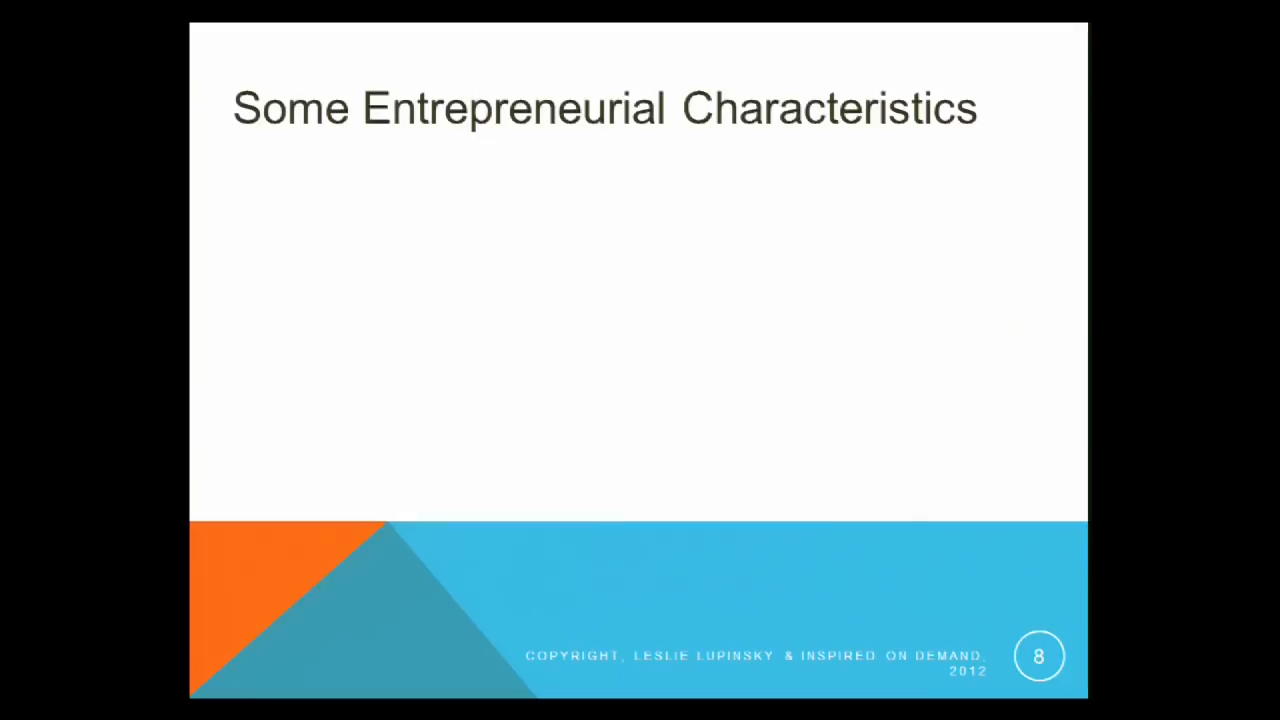 Some Entrepreneurial Characteristics
COPYRIGHT, LESLIE LUPINSKY & INSPIRED ON DEMAND,
2012
8